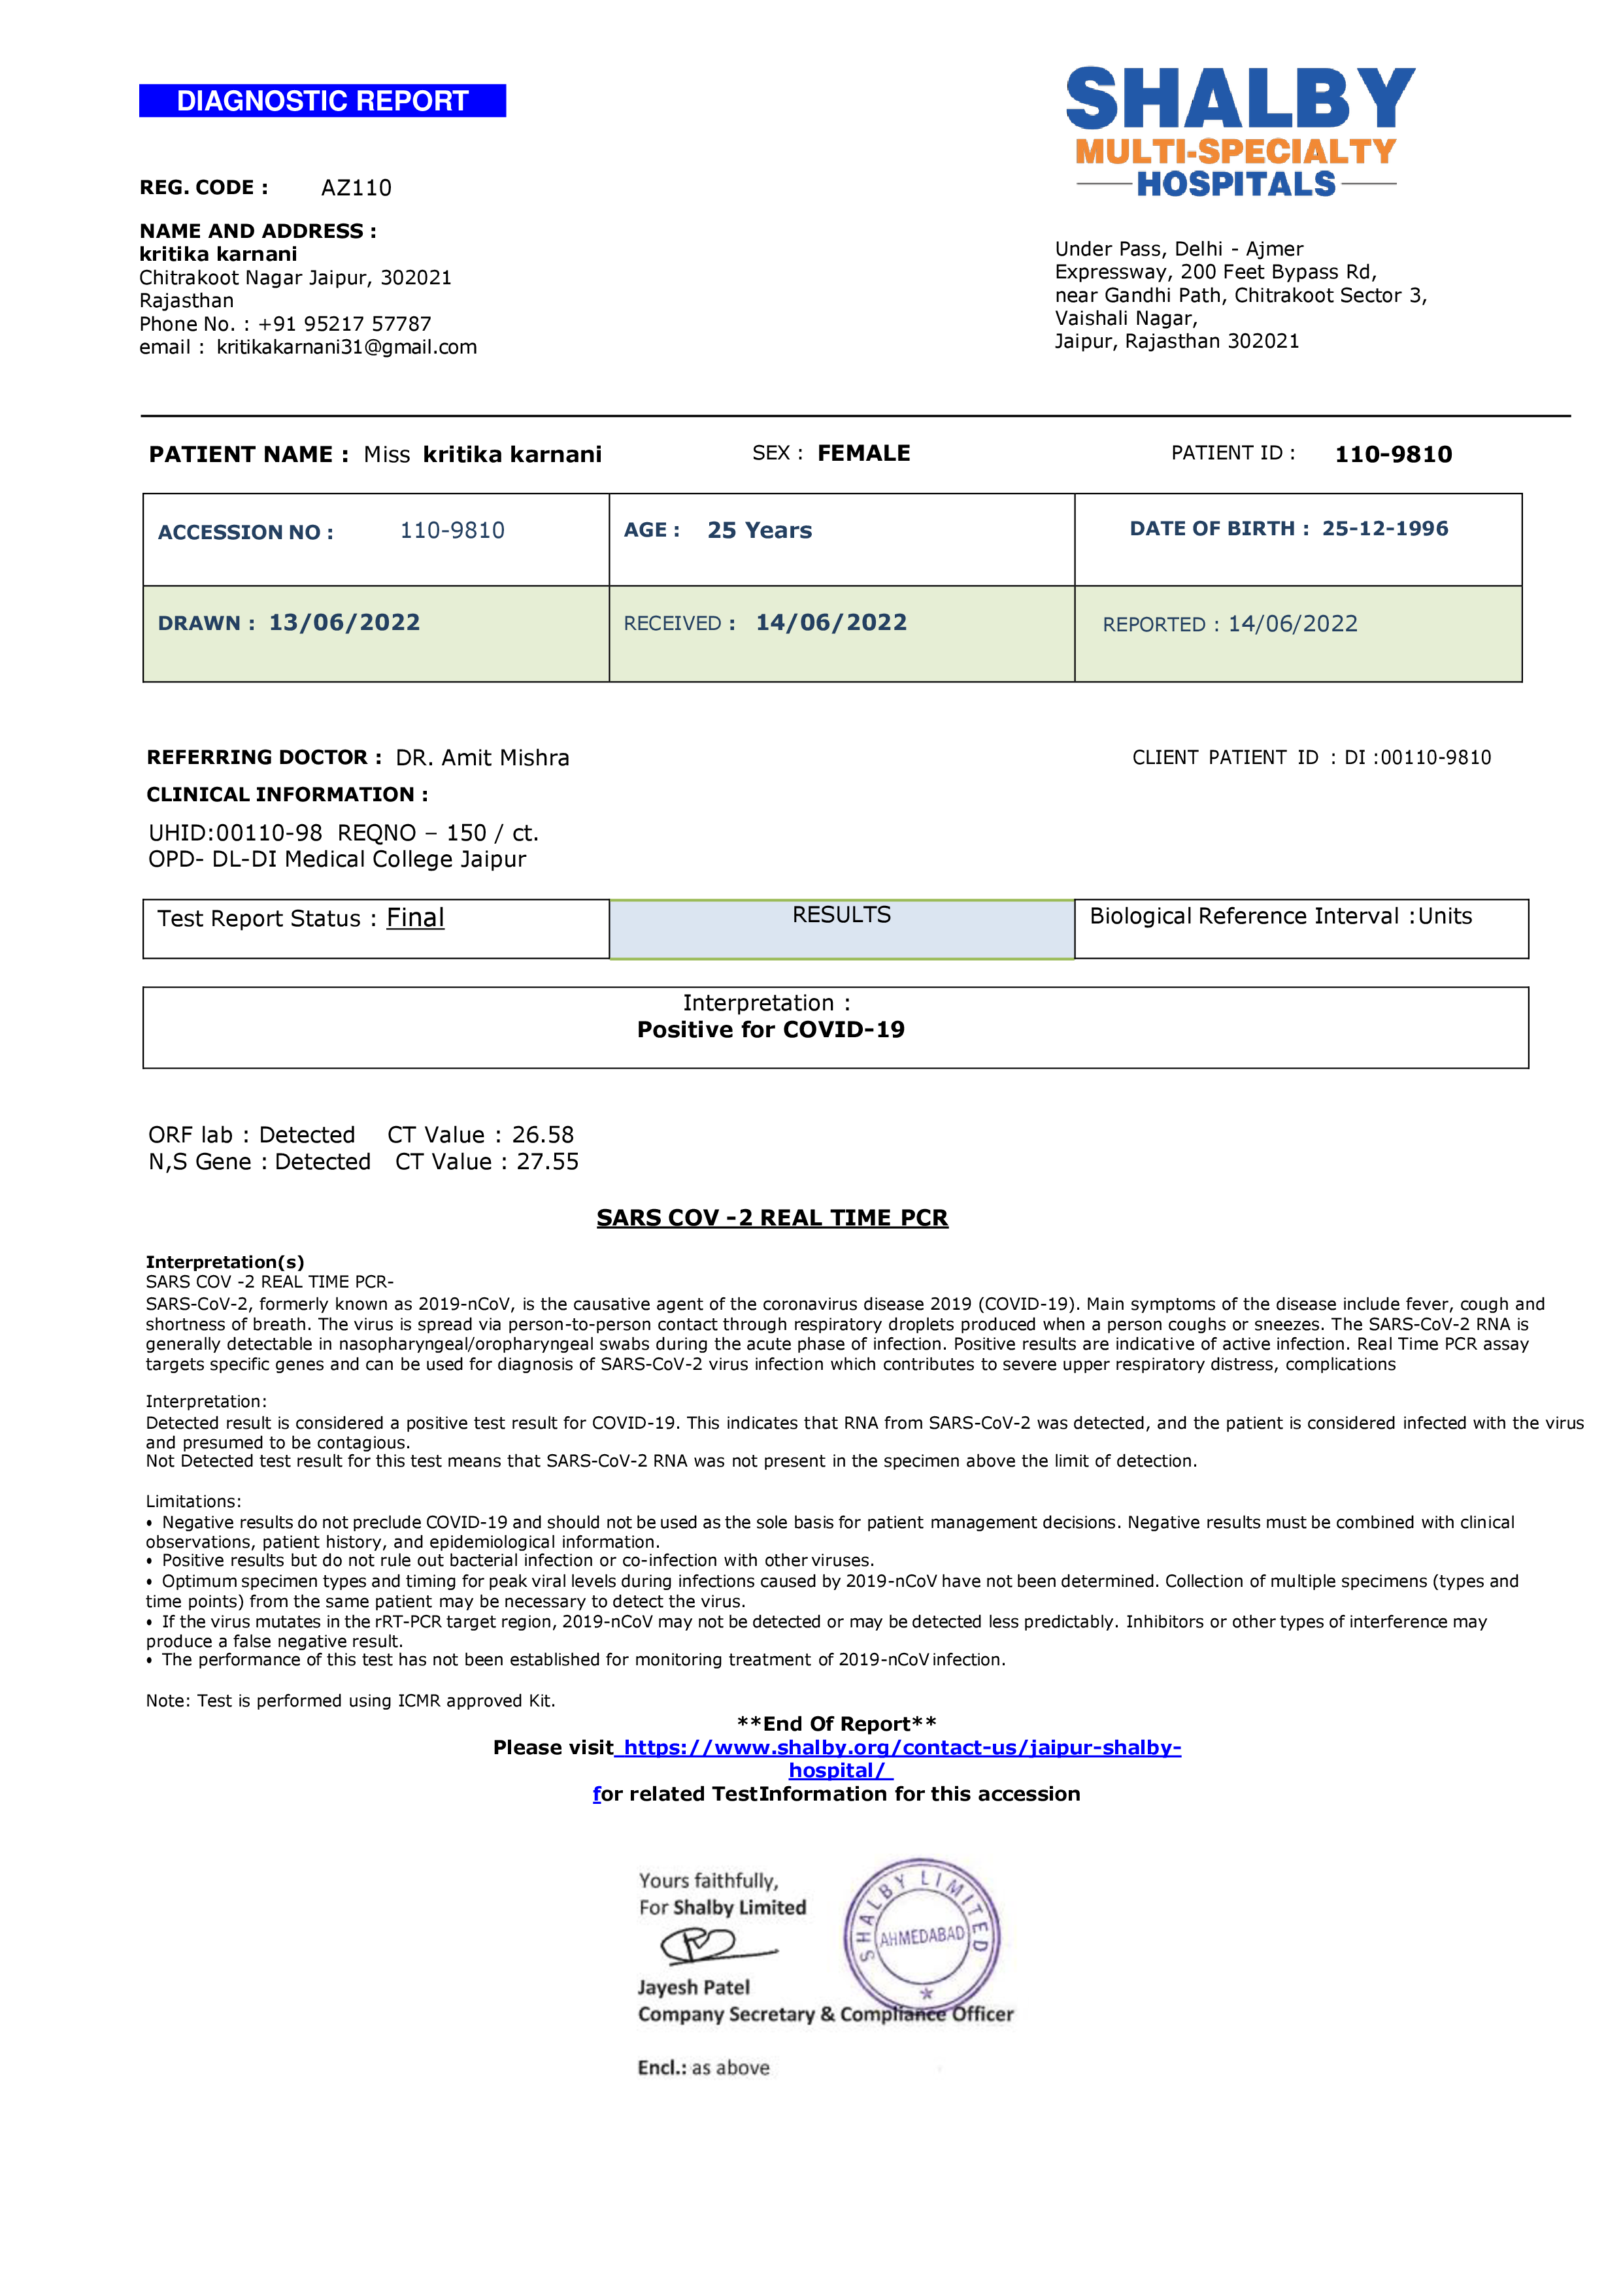 DIAGNOSTIC REPORT
SHALBY
MULTI-SPECIALTY
HOSPITALS
REG. CODE : AZ110
NAME AND ADDRESS :
kritika karnani
Chitrakoot Nagar Jaipur, 302021
Rajasthan
Phone No. : +91 95217 57787
email : kritikakarnani31@gmail.com
Under Pass, Delhi - Ajmer
Expressway, 200 Feet Bypass Rd,
near Gandhi Path, Chitrakoot Sector 3,
Vaishali Nagar,
Jaipur, Rajasthan 302021
PATIENT NAME : Miss kritika karnani SEX : FEMALE PATIENT ID : 110-9810
ACCESSION NO : 110-9810 AGE : 25 Years DATE OF BIRTH : 25-12-1996
DRAWN : 13/06/2022 RECEIVED : 14/06/2022 REPORTED : 14/06/2022
REFERRING DOCTOR : DR. Amit Mishra CLIENT PATIENT ID : DI :00110-9810
CLINICAL INFORMATION :
UHID:00110-98 REQNO – 150 / ct.
OPD- DL-DI Medical College Jaipur
Test Report Status : Final RESULTS Biological Reference Interval :Units
Interpretation :
Positive for COVID-19
ORF lab : Detected CT Value : 26.58
N,S Gene : Detected CT Value : 27.55
SARS COV -2 REAL TIME PCR
Interpretation(s)
SARS COV -2 REAL TIME PCR-
SARS-CoV-2, formerly known as 2019-nCoV, is the causative agent of the coronavirus disease 2019 (COVID-19). Main symptoms of the disease include fever, cough and
shortness of breath. The virus is spread via person-to-person contact through respiratory droplets produced when a person coughs or sneezes. The SARS-CoV-2 RNA is
generally detectable in nasopharyngeal/oropharyngeal swabs during the acute phase of infection. Positive results are indicative of active infection. Real Time PCR assay
targets specific genes and can be used for diagnosis of SARS-CoV-2 virus infection which contributes to severe upper respiratory distress, complications
Interpretation:
Detected result is considered a positive test result for COVID-19. This indicates that RNA from SARS-CoV-2 was detected, and the patient is considered infected with the virus
and presumed to be contagious.
Not Detected test result for this test means that SARS-CoV-2 RNA was not present in the specimen above the limit of detection.
Limitations:
• Negative results do not preclude COVID-19 and should not be used as the sole basis for patient management decisions. Negative results must be combined with clinical
observations, patient history, and epidemiological information.
• Positive results but do not rule out bacterial infection or co-infection with other viruses.
• Optimum specimen types and timing for peak viral levels during infections caused by 2019-nCoV have not been determined. Collection of multiple specimens (types and
time points) from the same patient may be necessary to detect the virus.
• If the virus mutates in the rRT-PCR target region, 2019-nCoV may not be detected or may be detected less predictably. Inhibitors or other types of interference may
produce a false negative result.
• The performance of this test has not been established for monitoring treatment of 2019-nCoV infection.
Note: Test is performed using ICMR approved Kit.
**End Of Report**
Please visit https://www.shalby.org/contact-us/jaipur-shalby-
hospital/
for related TestInformation for this accession
Yours faithfully,
For Shalby Limited
SHALBY LIMITED
AHMEDABAD
Jayesh Patel
Company Secretary & Compliance Officer
Encl.: as above